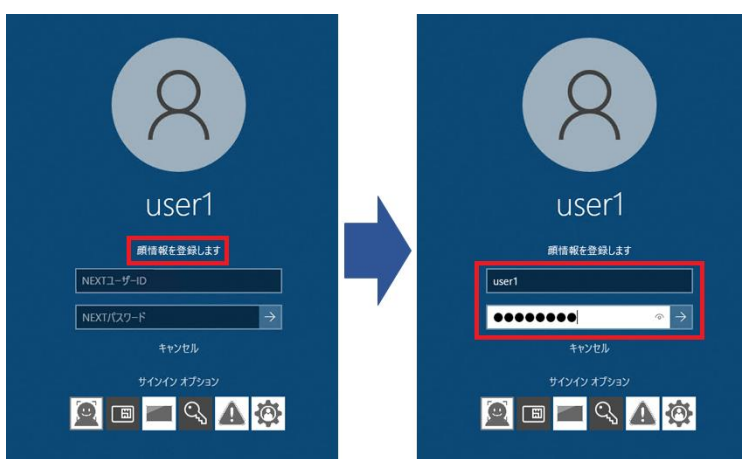 user1
顔情報を登録します
NEXTユーザーID
NEXTパスワード
キャンセル
サインイン オプション
user1
顔情報を登録します
user1
●●●●●●●●
キャンセル
サインイン オプション